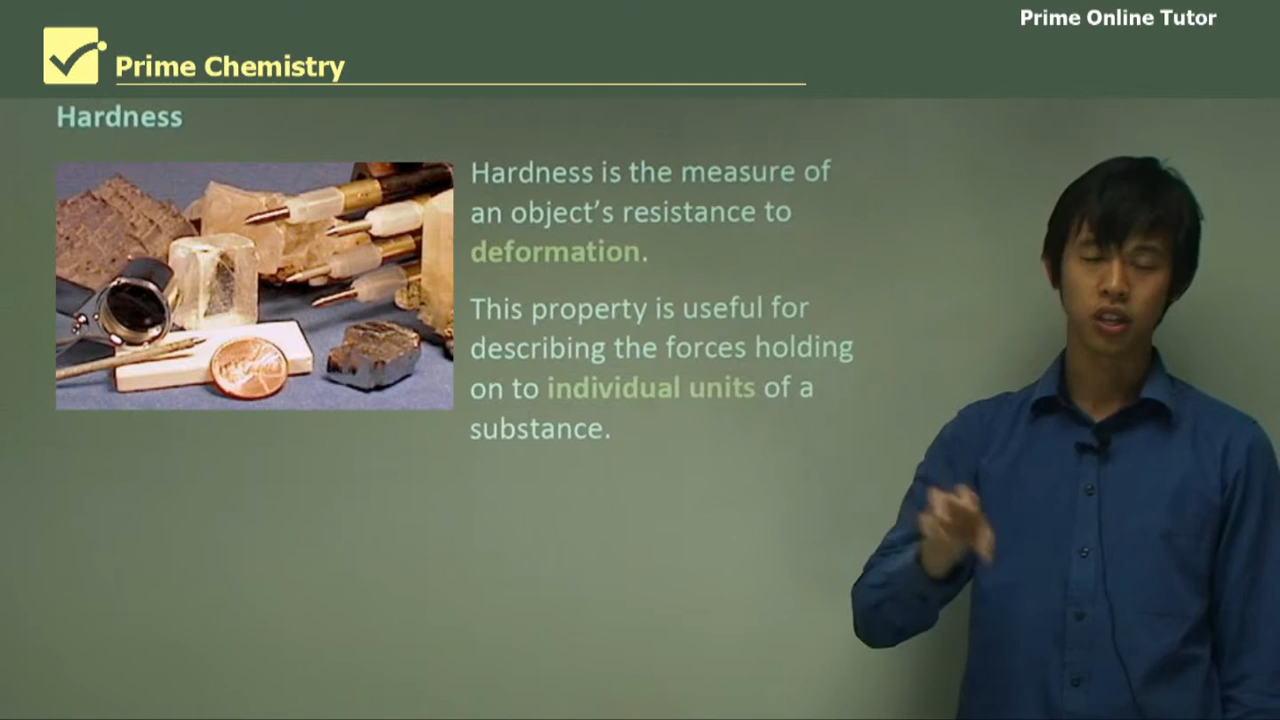 Prime Online Tutor
Prime Chemistry
Hardness
Hardness is the measure of
an object’s resistance to
deformation.
This property is useful for
describing the forces holding
on to individual units of a
substance.